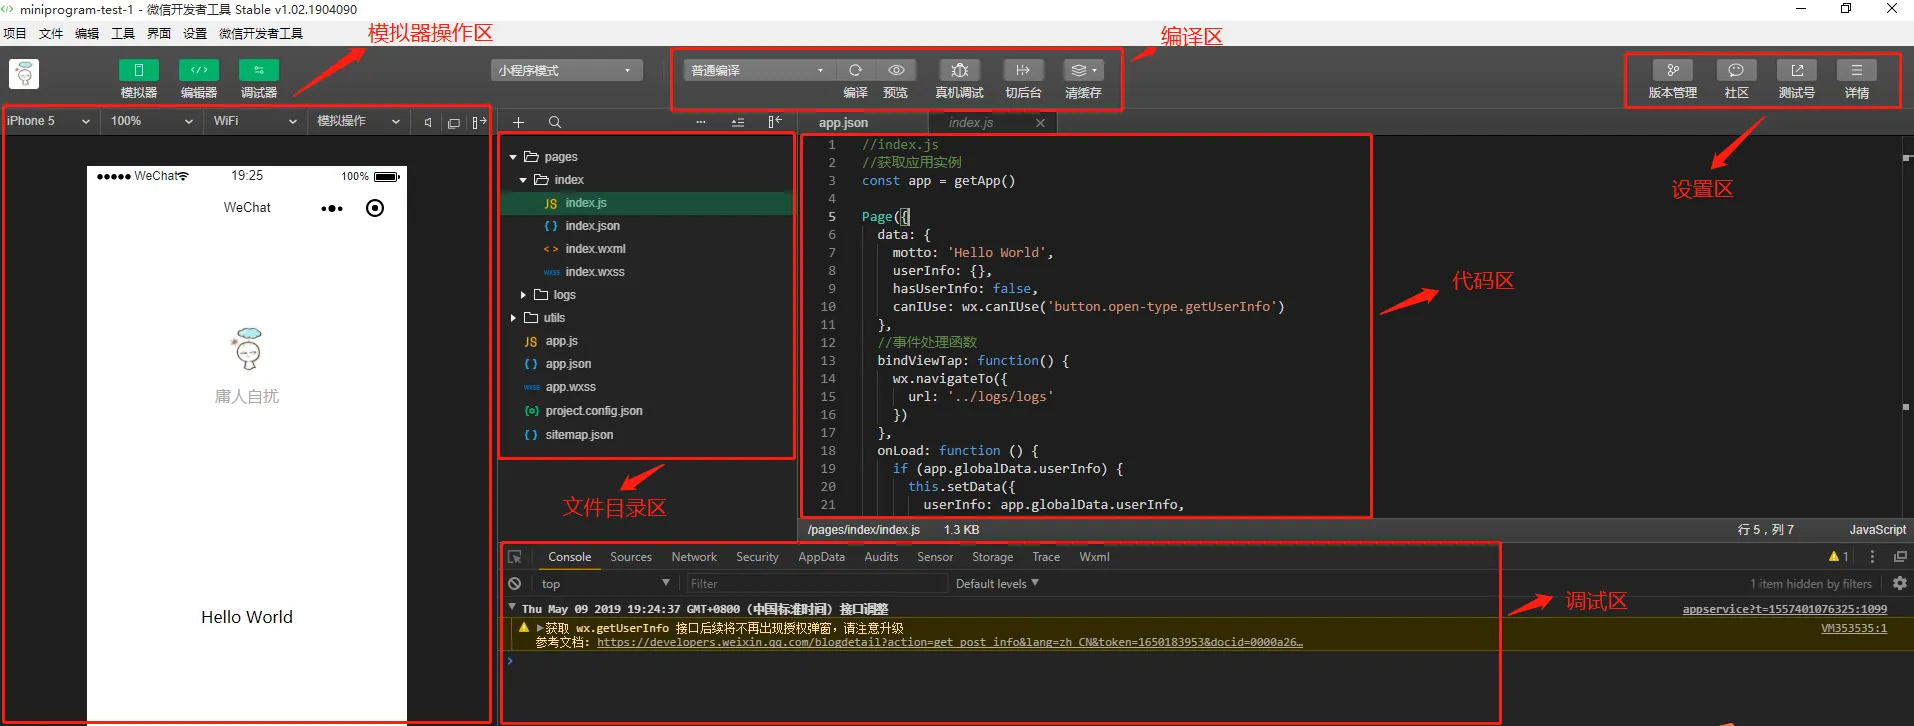 miniprogram-test-1 - 微信开发者工具 Stable v1.02.1904090
项目 文件 编辑 工具 界面 设置 微信开发者工具
模拟器操作区
编译区
小程序模式
普通编译
模拟器 编辑器 调试器
编译 预览 真机调试 切后台 清缓存
版本管理 社区 测试号 详情
iPhone 5 100% WiFi 模拟操作
设置区
WeChat 19:25 100%
WeChat
庸人自扰
Hello World
pages
index
JS index.js
{ } index.json
< > index.wxml
wxss index.wxss
logs
utils
JS app.js
{ } app.json
wxss app.wxss
{o} project.config.json
{ } sitemap.json
文件目录区
app.json index.js
1 //index.js
2 //获取应用实例
3 const app = getApp()
4
5 Page({
6 data: {
7 motto: 'Hello World',
8 userInfo: {},
9 hasUserInfo: false,
10 canIUse: wx.canIUse('button.open-type.getUserInfo')
11 },
12 //事件处理函数
13 bindViewTap: function() {
14 wx.navigateTo({
15 url: '../logs/logs'
16 })
17 },
18 onLoad: function () {
19 if (app.globalData.userInfo) {
20 this.setData({
21 userInfo: app.globalData.userInfo,
代码区
/pages/index/index.js 1.3 KB 行 5，列 7 JavaScript
Console Sources Network Security AppData Audits Sensor Storage Trace Wxml 1
top Filter Default levels 1 item hidden by filters
Thu May 09 2019 19:24:37 GMT+0800 (中国标准时间) 接口调整 appservice?t=1557401076325:1099
获取 wx.getUserInfo 接口后续将不再出现授权弹窗，请注意升级 VM353535:1
参考文档: https://developers.weixin.qq.com/blogdetail?action=get_post_info&lang=zh_CN&token=1650183953&docid=0000a26…
调试区